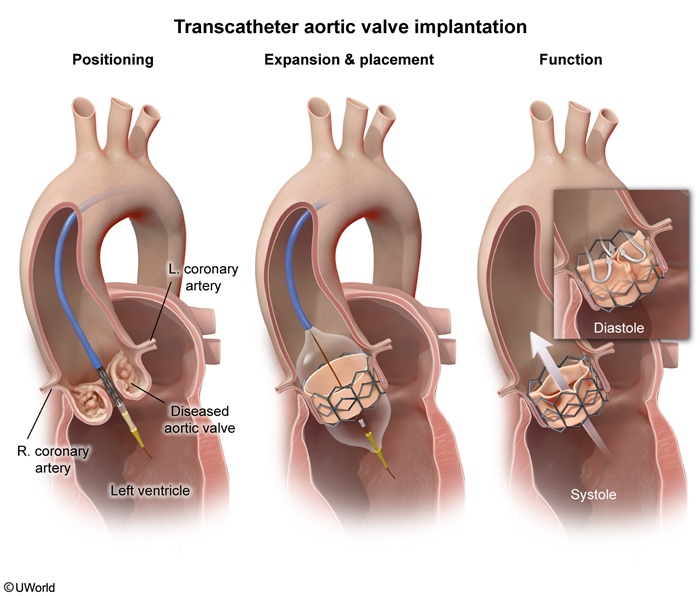 Transcatheter aortic valve implantation
Positioning
Expansion & placement
Function
L. coronary
artery
Diseased
aortic valve
R. coronary
artery
Left ventricle
Diastole
Systole
©UWorld